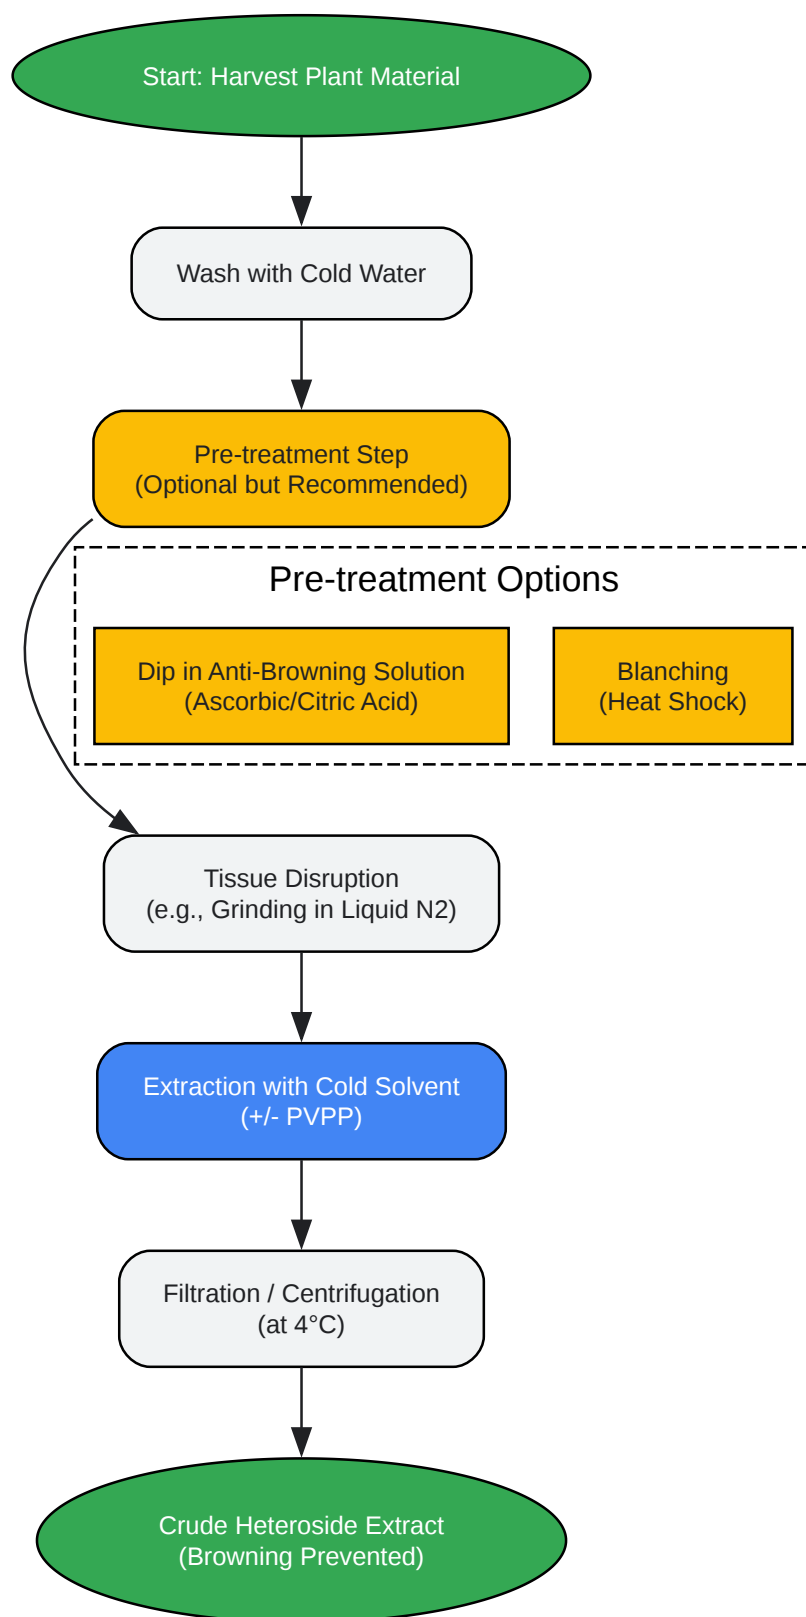 Start: Harvest Plant Material
Wash with Cold Water
Pre-treatment Step
(Optional but Recommended)
Pre-treatment Options
Dip in Anti-Browning Solution
(Ascorbic/Citric Acid)
Blanching
(Heat Shock)
Tissue Disruption
(e.g., Grinding in Liquid N2)
Extraction with Cold Solvent
(+/- PVPP)
Filtration / Centrifugation
(at 4°C)
Crude Heteroside Extract
(Browning Prevented)